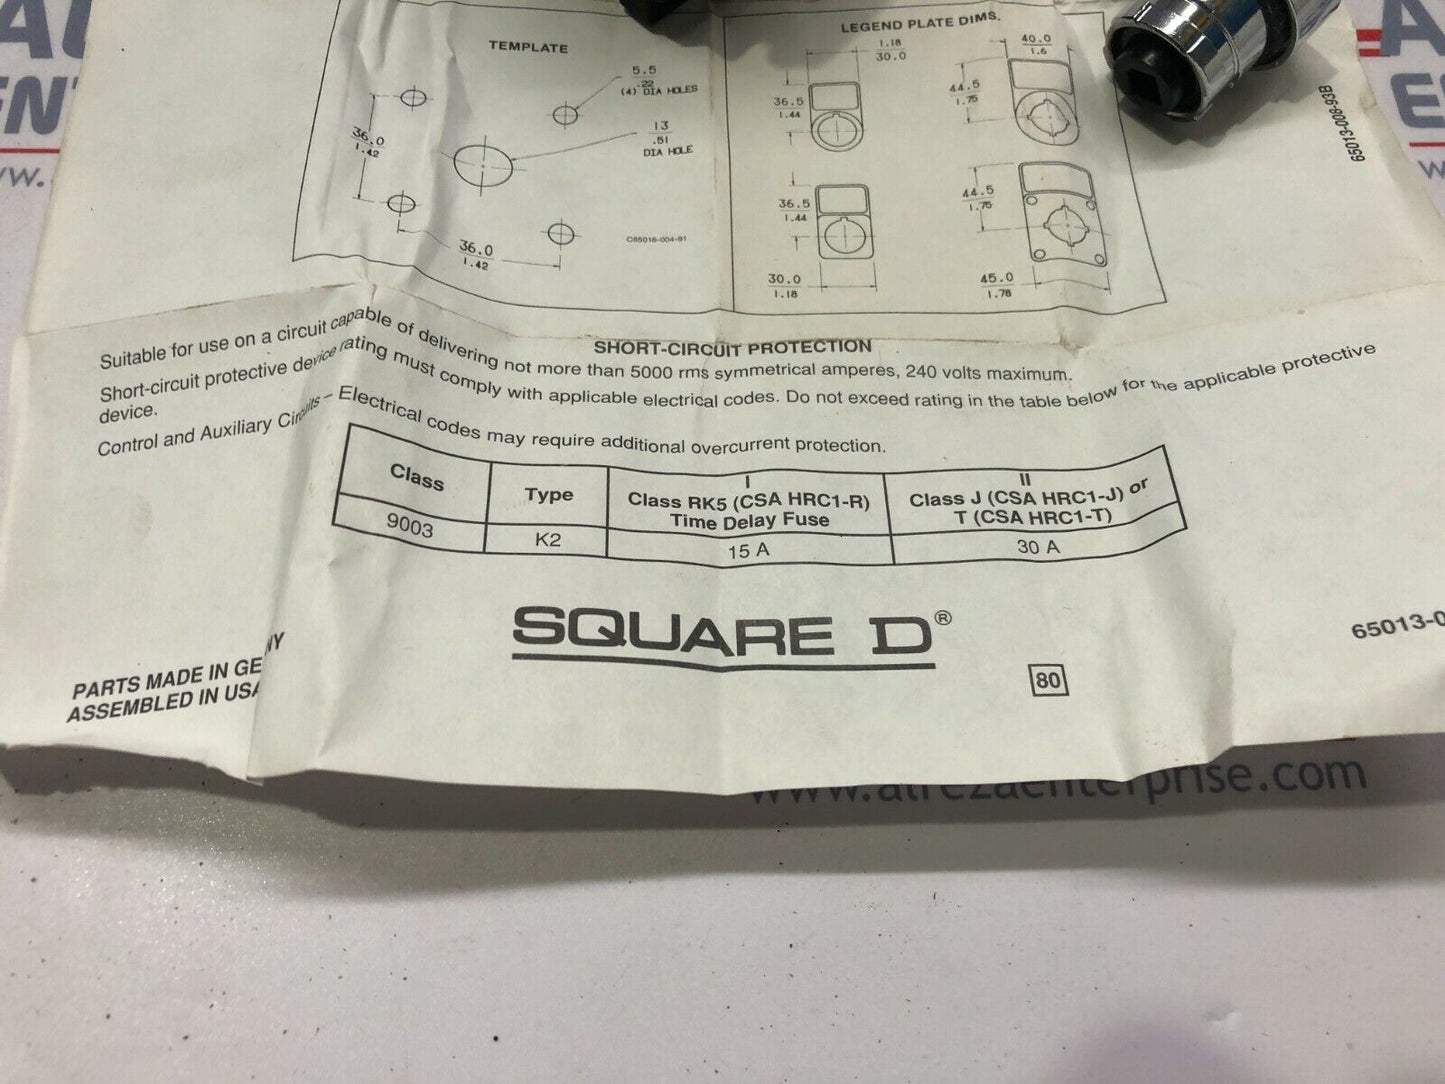 TEMPLATE
5.5
.22
(4) DIA HOLES
13
.51
DIA HOLE
36.0
1.42
36.0
1.42
C65016-004-91
LEGEND PLATE DIMS.
1.18
30.0
40.0
1.6
36.5
1.44
44.5
1.75
36.5
1.44
44.5
1.75
30.0
1.18
45.0
1.78
65013-008-93B
SHORT-CIRCUIT PROTECTION
Suitable for use on a circuit capable of delivering not more than 5000 rms symmetrical amperes, 240 volts maximum.
Short-circuit protective device rating must comply with applicable electrical codes. Do not exceed rating in the table below for the applicable protective
device.
Control and Auxiliary Circuits – Electrical codes may require additional overcurrent protection.
Class
Type
I
Class RK5 (CSA HRC1-R)
Time Delay Fuse
II
Class J (CSA HRC1-J) or
T (CSA HRC1-T)
9003
K2
15 A
30 A
SQUARE D®
80
65013-0
PARTS MADE IN GE NY
ASSEMBLED IN USA
www.alrezaenterprise.com